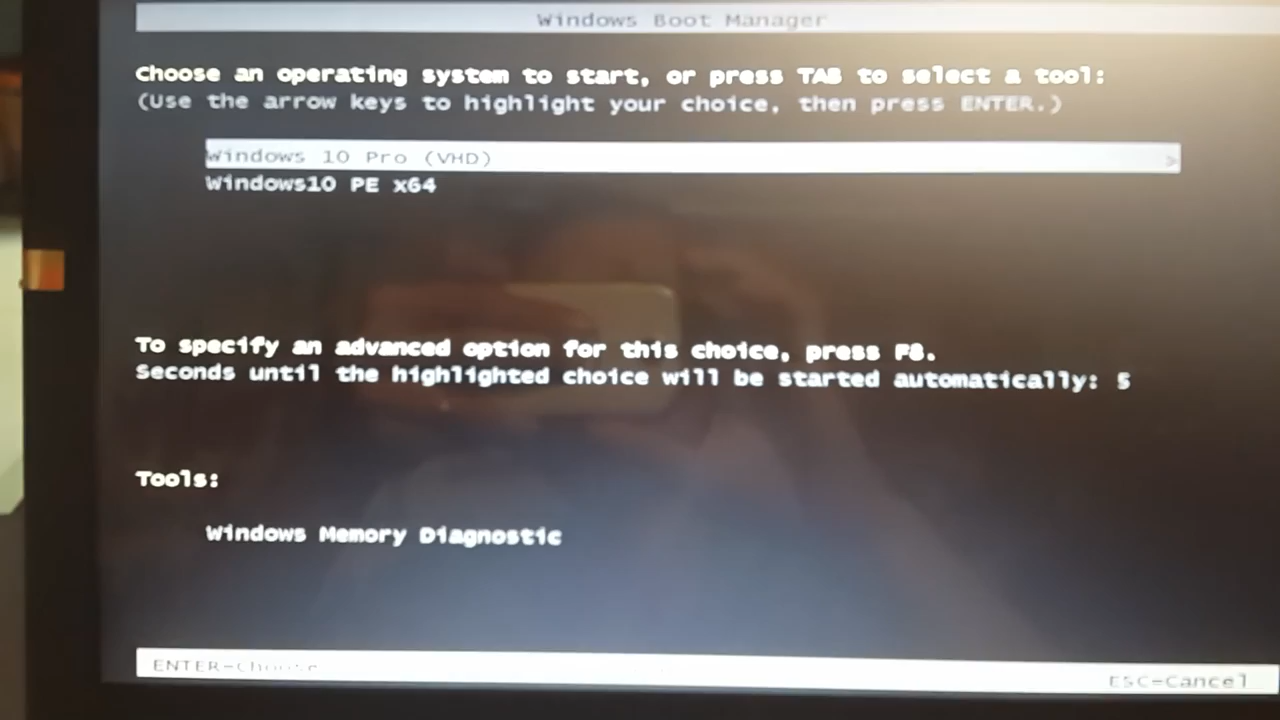 Windows Boot Manager
Choose an operating system to start, or press TAB to select a tool:
(Use the arrow keys to highlight your choice, then press ENTER.)
Windows 10 Pro (VHD) >
Windows10 PE x64
To specify an advanced option for this choice, press F8.
Seconds until the highlighted choice will be started automatically: 5
Tools:
Windows Memory Diagnostic
ENTER=Choose ESC=Cancel